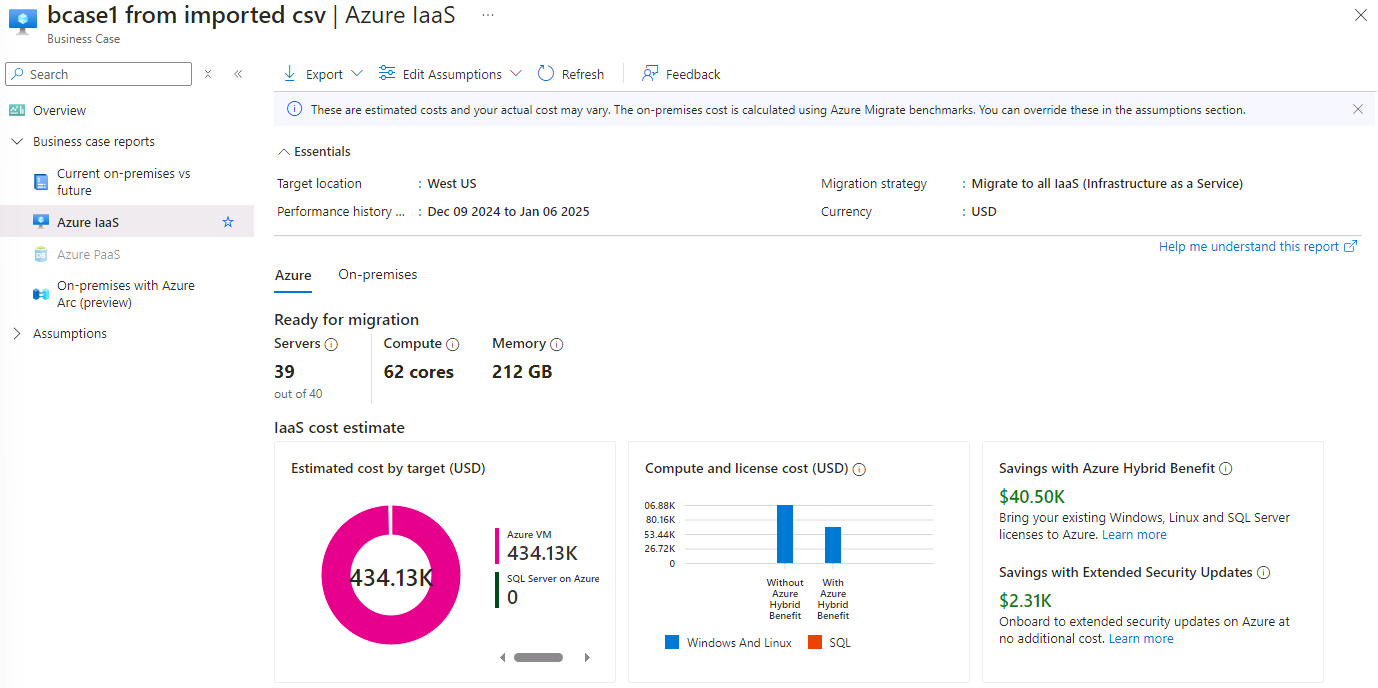 bcase1 from imported csv | Azure IaaS ...
Business Case
Search
Export
Edit Assumptions
Refresh
Feedback
Overview
Business case reports
Current on-premises vs
future
Azure IaaS
Azure PaaS
On-premises with Azure
Arc (preview)
Assumptions
These are estimated costs and your actual cost may vary. The on-premises cost is calculated using Azure Migrate benchmarks. You can override these in the assumptions section.
Essentials
Target location : West US
Migration strategy : Migrate to all IaaS (Infrastructure as a Service)
Performance history ... : Dec 09 2024 to Jan 06 2025
Currency : USD
Help me understand this report
Azure
On-premises
Ready for migration
Servers
39
out of 40
Compute
62 cores
Memory
212 GB
IaaS cost estimate
Estimated cost by target (USD)
434.13K
Azure VM
434.13K
SQL Server on Azure
0
Compute and license cost (USD)
06.88K
80.16K
53.44K
26.72K
0
Without
Azure
Hybrid
Benefit
With
Azure
Hybrid
Benefit
Windows And Linux
SQL
Savings with Azure Hybrid Benefit
$40.50K
Bring your existing Windows, Linux and SQL Server
licenses to Azure. Learn more
Savings with Extended Security Updates
$2.31K
Onboard to extended security updates on Azure at
no additional cost. Learn more